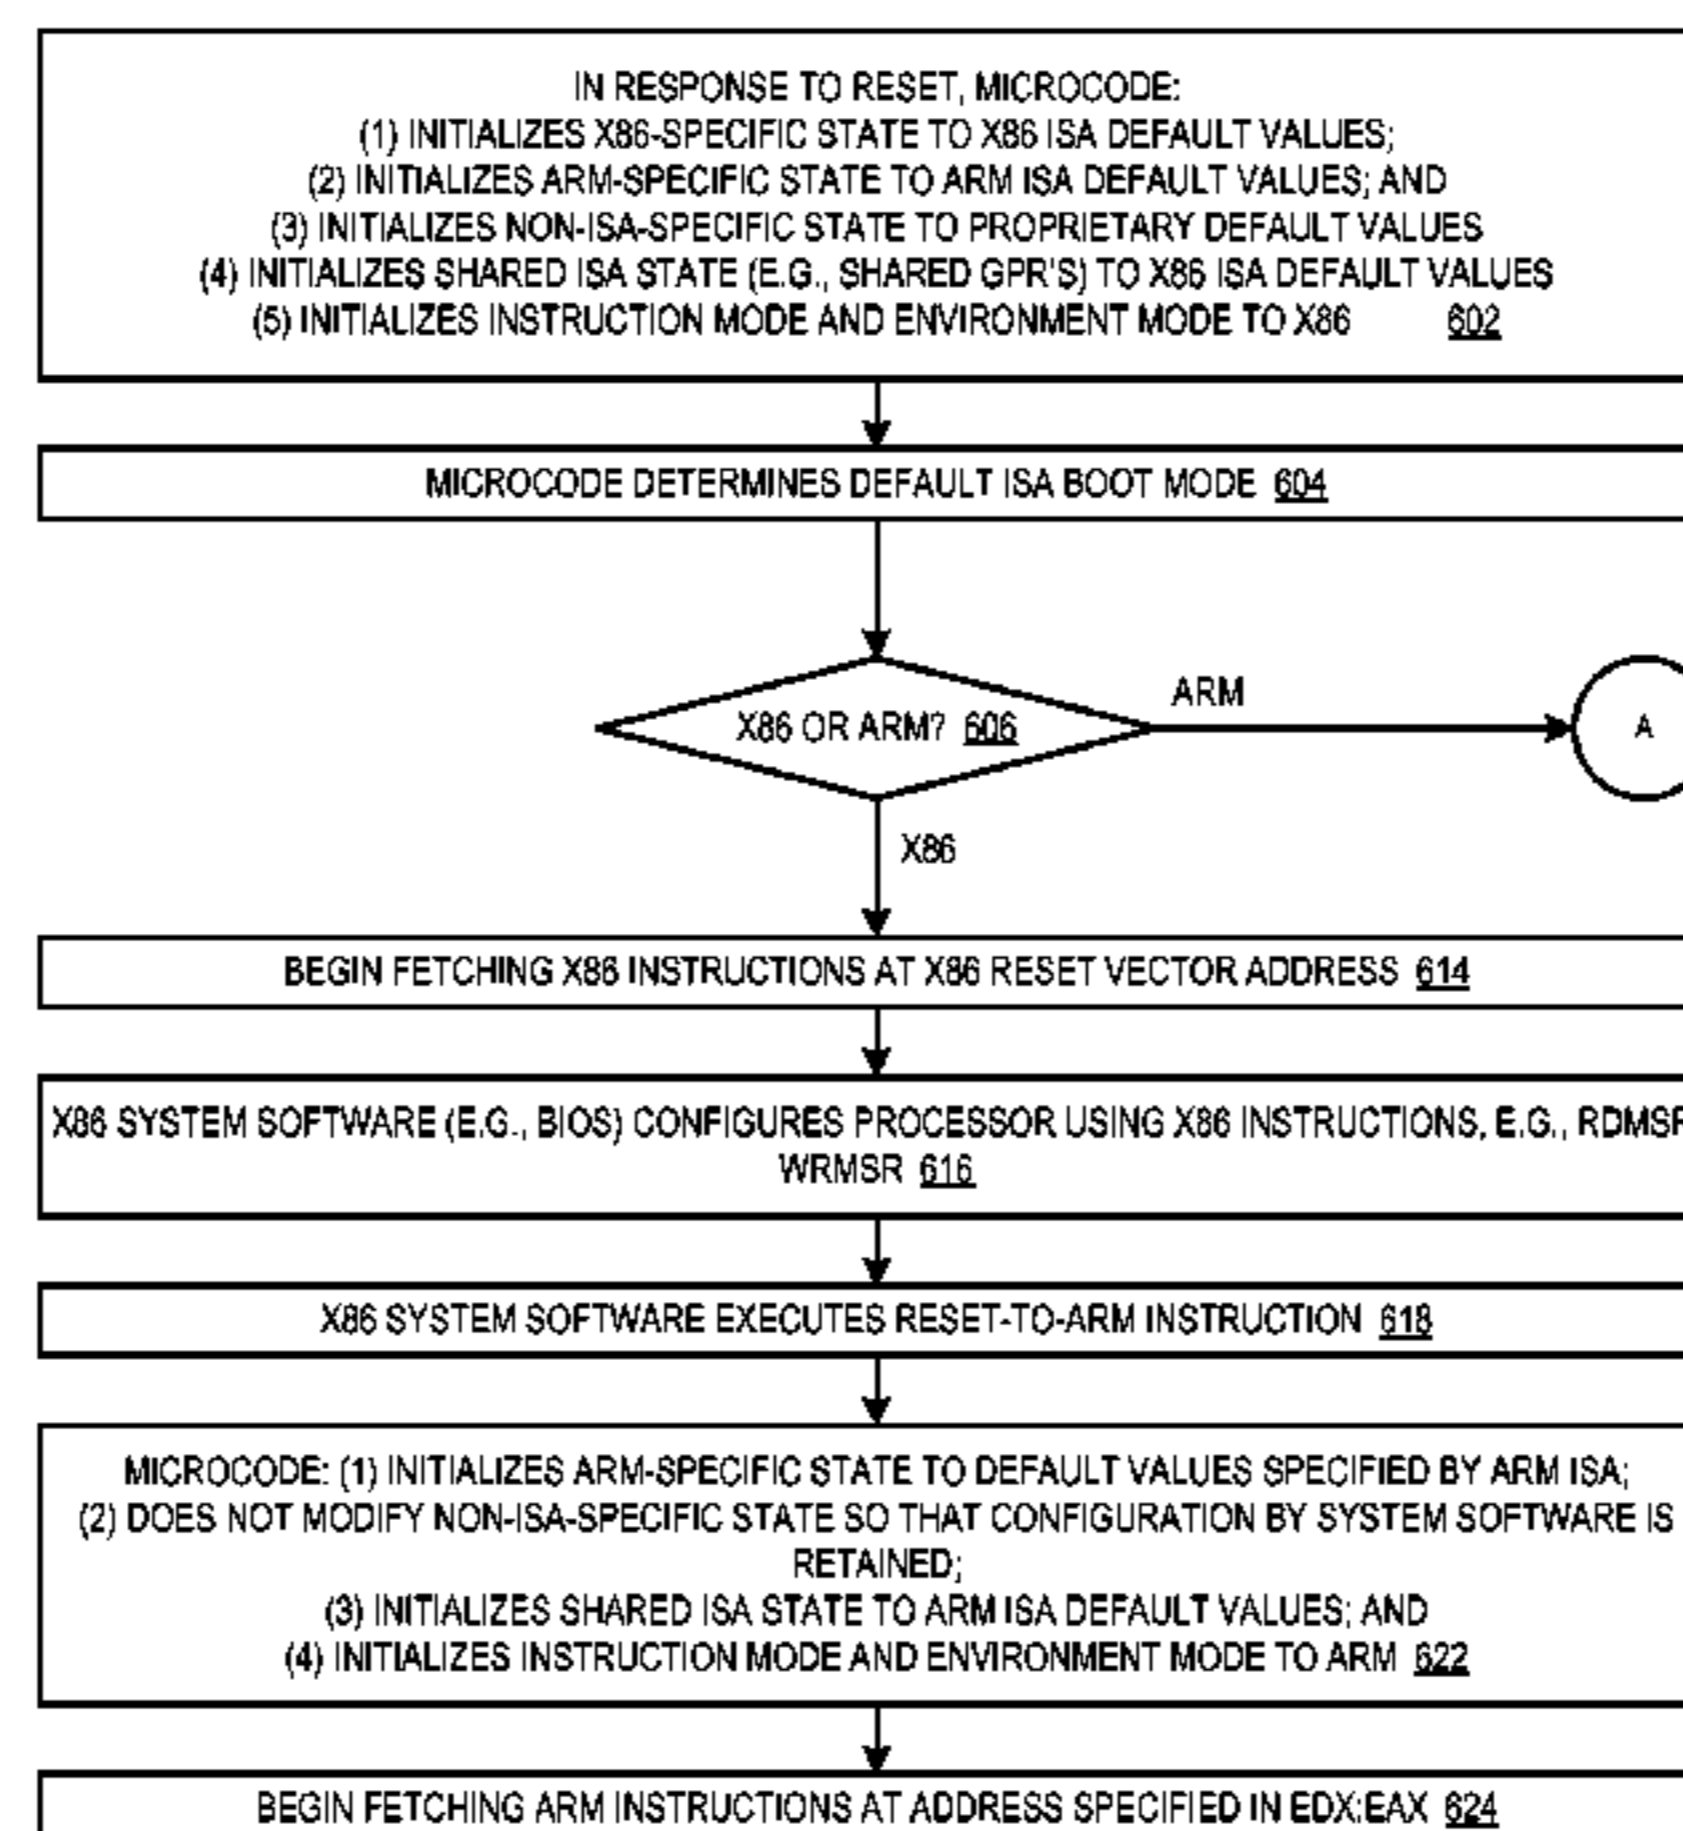 IN RESPONSE TO RESET, MICROCODE:
(1) INITIALIZES X86-SPECIFIC STATE TO X86 ISA DEFAULT VALUES;
(2) INITIALIZES ARM-SPECIFIC STATE TO ARM ISA DEFAULT VALUES; AND
(3) INITIALIZES NON-ISA-SPECIFIC STATE TO PROPRIETARY DEFAULT VALUES
(4) INITIALIZES SHARED ISA STATE (E.G., SHARED GPR'S) TO X86 ISA DEFAULT VALUES
(5) INITIALIZES INSTRUCTION MODE AND ENVIRONMENT MODE TO X86 602
MICROCODE DETERMINES DEFAULT ISA BOOT MODE 604
ARM
X86 OR ARM? 606
A
X86
BEGIN FETCHING X86 INSTRUCTIONS AT X86 RESET VECTOR ADDRESS 614
X86 SYSTEM SOFTWARE (E.G., BIOS) CONFIGURES PROCESSOR USING X86 INSTRUCTIONS, E.G., RDMSR
WRMSR 616
X86 SYSTEM SOFTWARE EXECUTES RESET-TO-ARM INSTRUCTION 618
MICROCODE: (1) INITIALIZES ARM-SPECIFIC STATE TO DEFAULT VALUES SPECIFIED BY ARM ISA;
(2) DOES NOT MODIFY NON-ISA-SPECIFIC STATE SO THAT CONFIGURATION BY SYSTEM SOFTWARE IS
RETAINED;
(3) INITIALIZES SHARED ISA STATE TO ARM ISA DEFAULT VALUES; AND
(4) INITIALIZES INSTRUCTION MODE AND ENVIRONMENT MODE TO ARM 622
BEGIN FETCHING ARM INSTRUCTIONS AT ADDRESS SPECIFIED IN EDX:EAX 624